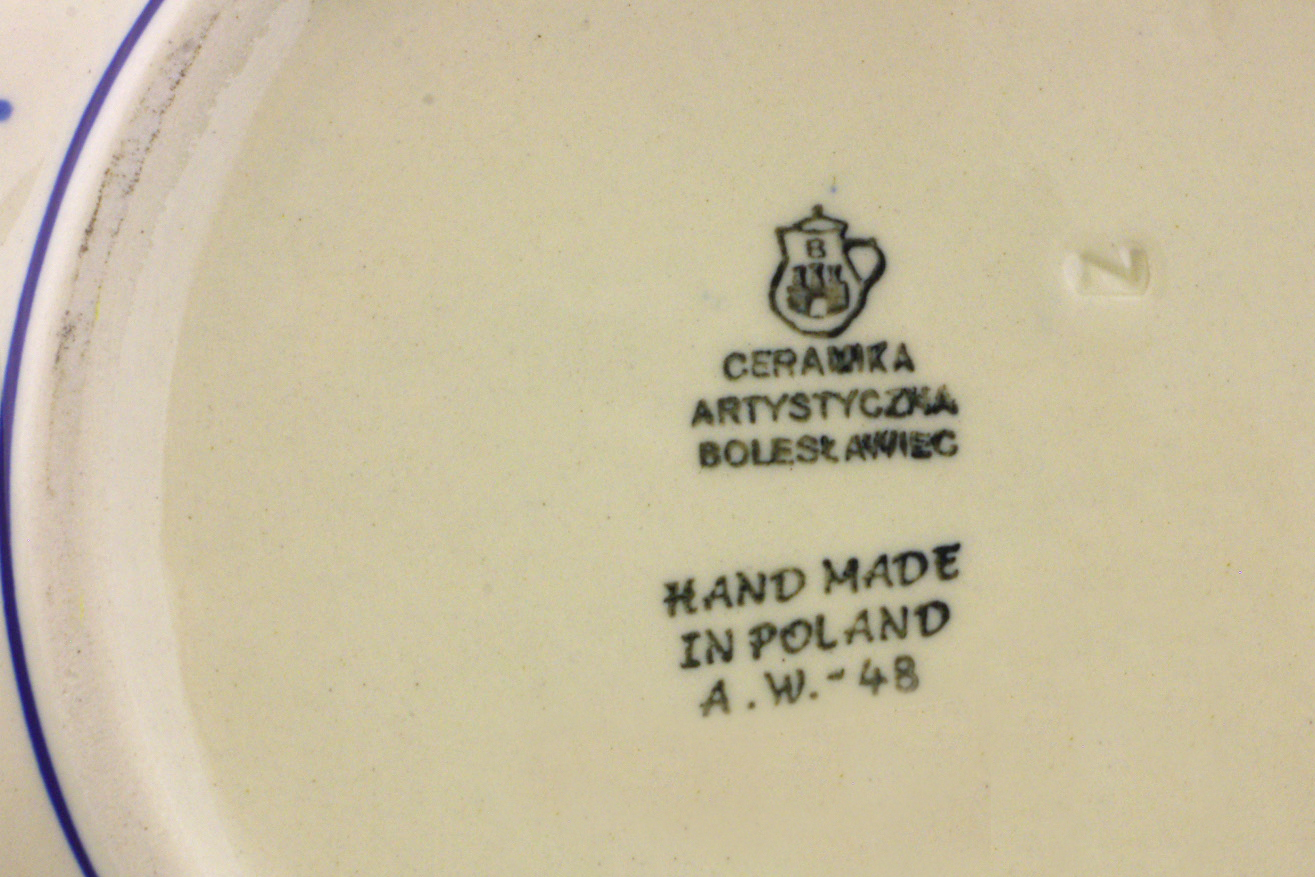 B
CERAMIKA
ARTYSTYCZNA
BOLESŁAWIEC
Z
HAND MADE
IN POLAND
A.W.-48